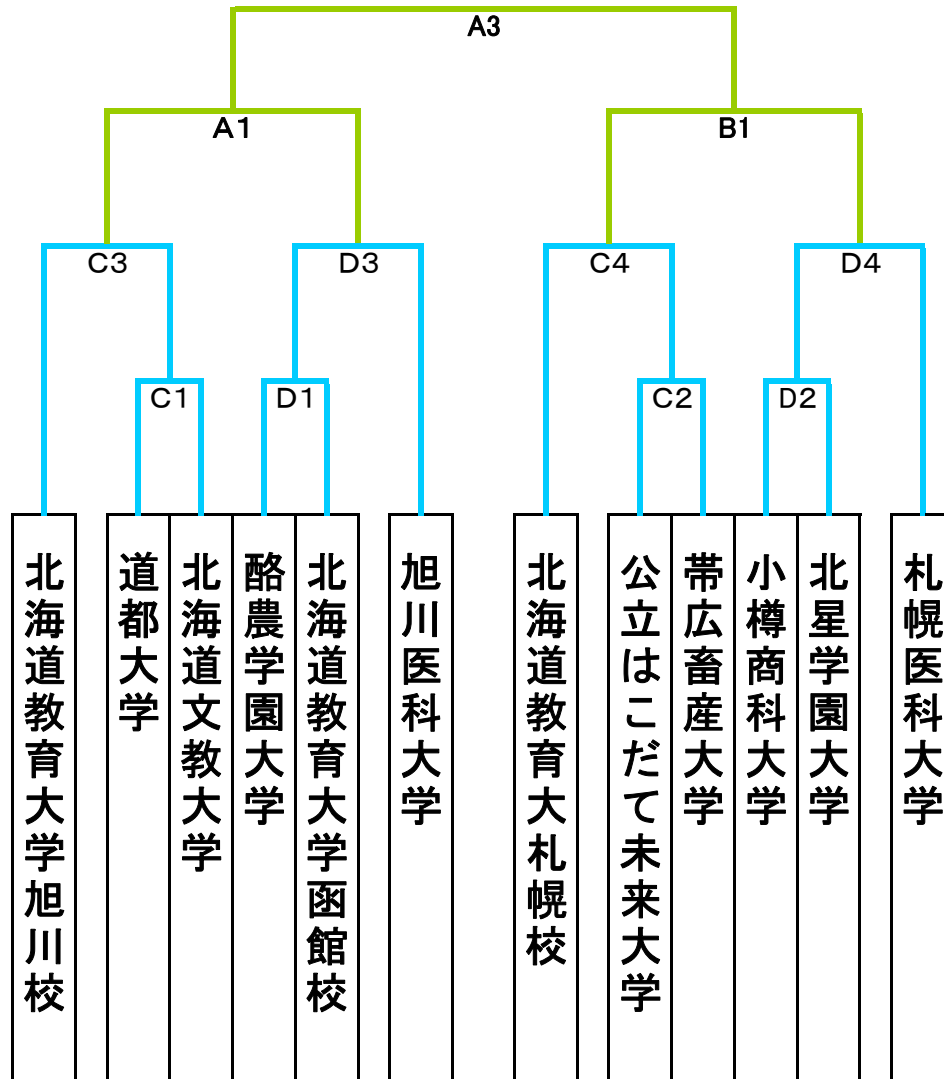 A3
A1
B1
C3
D3
C4
D4
C1
D1
C2
D2
北海道教育大学旭川校
道都大学
北海道文教大学
酪農学園大学
北海道教育大学函館校
旭川医科大学
北海道教育大札幌校
公立はこだて未来大学
帯広畜産大学
小樽商科大学
北星学園大学
札幌医科大学